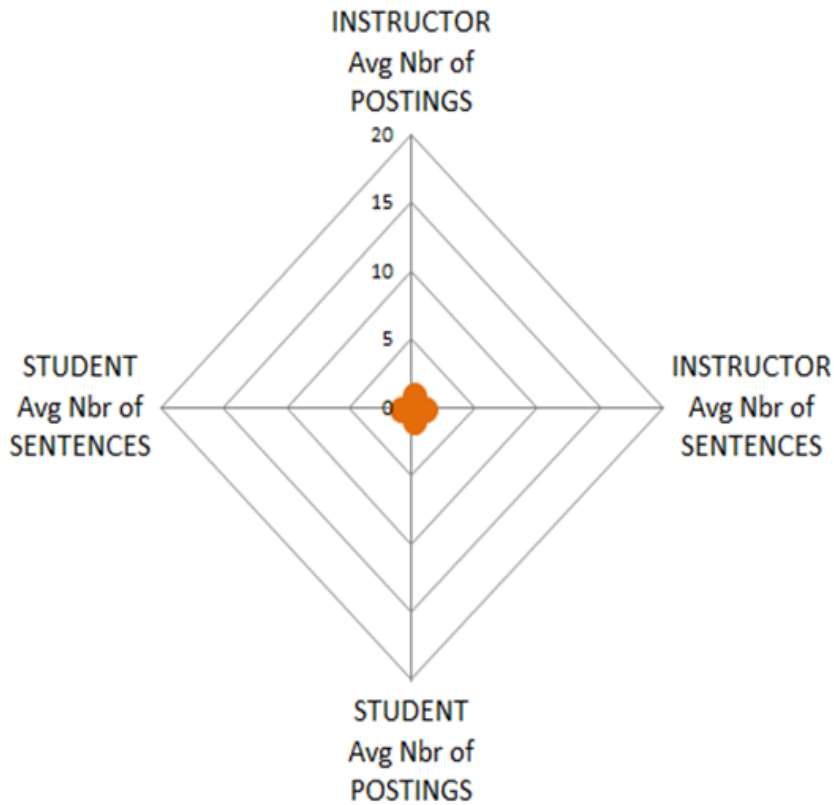 INSTRUCTOR
Avg Nbr of
POSTINGS
20
15
10
5
0
STUDENT
Avg Nbr of
SENTENCES
INSTRUCTOR
Avg Nbr of
SENTENCES
STUDENT
Avg Nbr of
POSTINGS